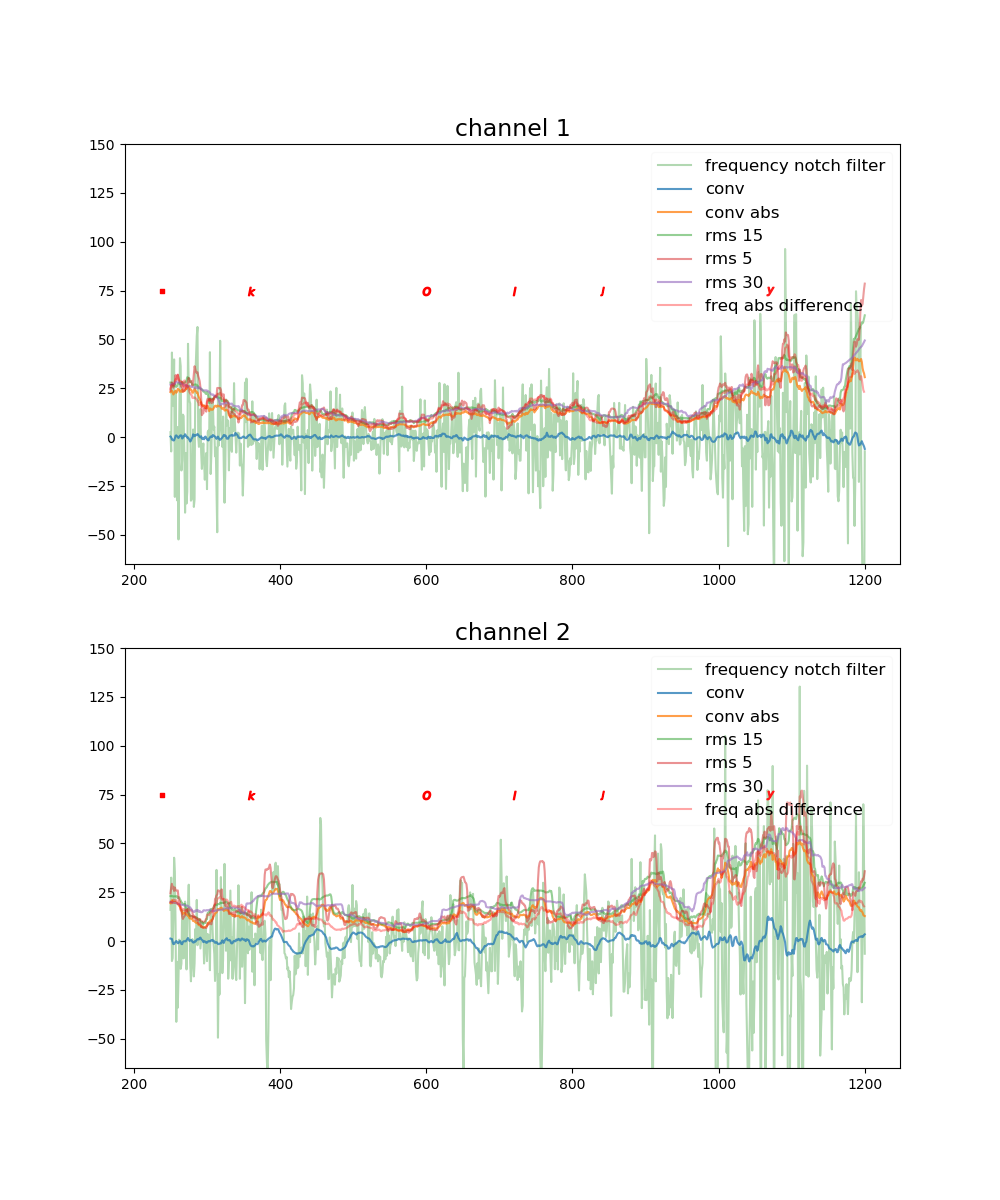 channel 1
150
125
100
75
50
25
0
−25
−50
frequency notch filter
conv
conv abs
rms 15
rms 5
rms 30
freq abs difference
k O l J y
200 400 600 800 1000 1200
channel 2
150
125
100
75
50
25
0
−25
−50
frequency notch filter
conv
conv abs
rms 15
rms 5
rms 30
freq abs difference
k O l J y
200 400 600 800 1000 1200